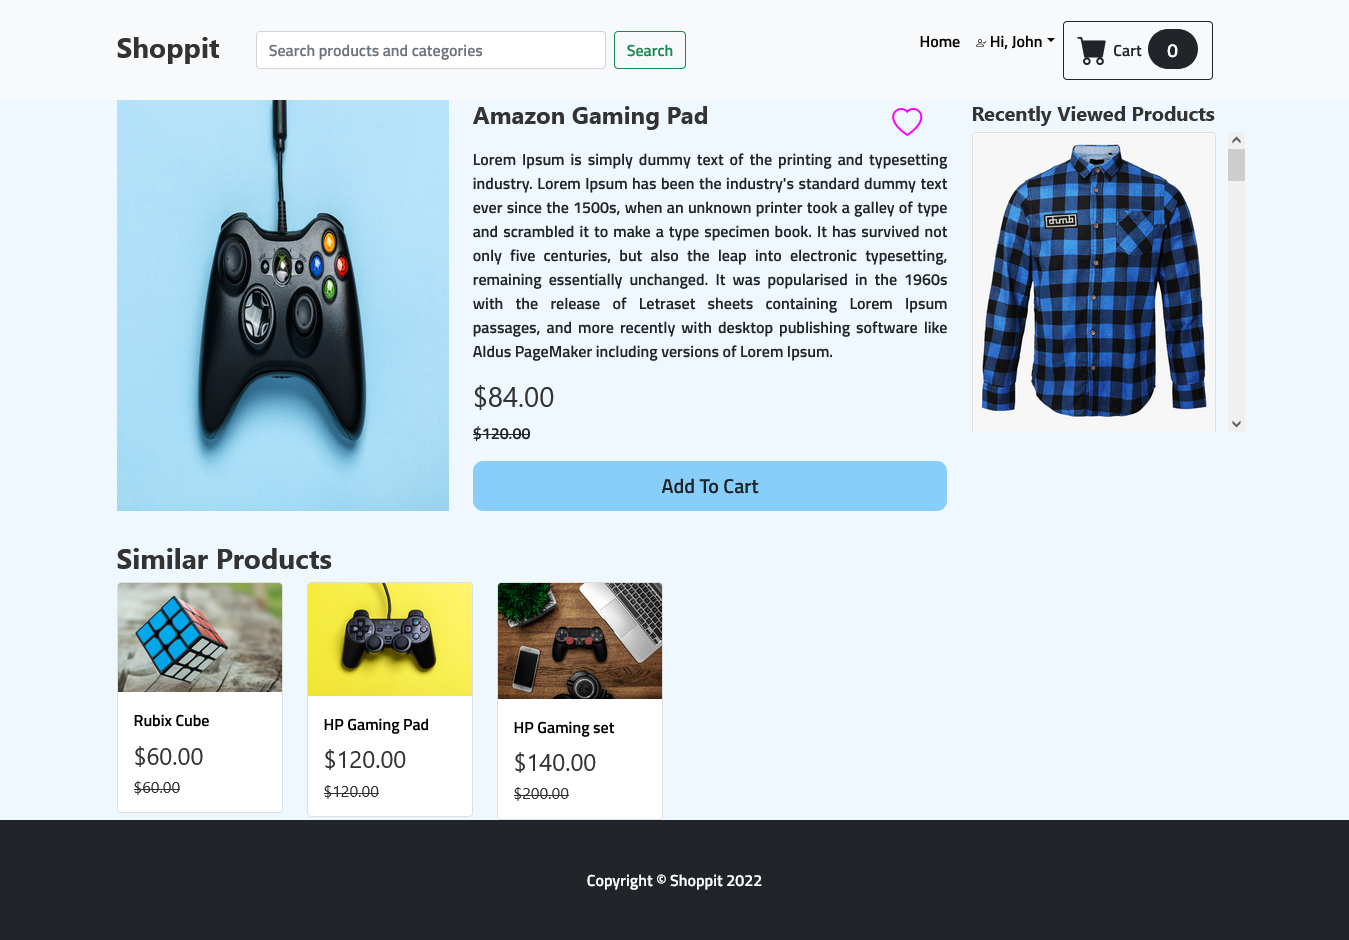 Shoppit
Search products and categories
Search
Home
Hi, John
Cart
0
Amazon Gaming Pad
Lorem Ipsum is simply dummy text of the printing and typesetting
industry. Lorem Ipsum has been the industry's standard dummy text
ever since the 1500s, when an unknown printer took a galley of type
and scrambled it to make a type specimen book. It has survived not
only five centuries, but also the leap into electronic typesetting,
remaining essentially unchanged. It was popularised in the 1960s
with the release of Letraset sheets containing Lorem Ipsum
passages, and more recently with desktop publishing software like
Aldus PageMaker including versions of Lorem Ipsum.
$84.00
$120.00
Add To Cart
Recently Viewed Products
dumb
Similar Products
Rubix Cube
$60.00
$60.00
HP Gaming Pad
$120.00
$120.00
HP Gaming set
$140.00
$200.00
Copyright © Shoppit 2022